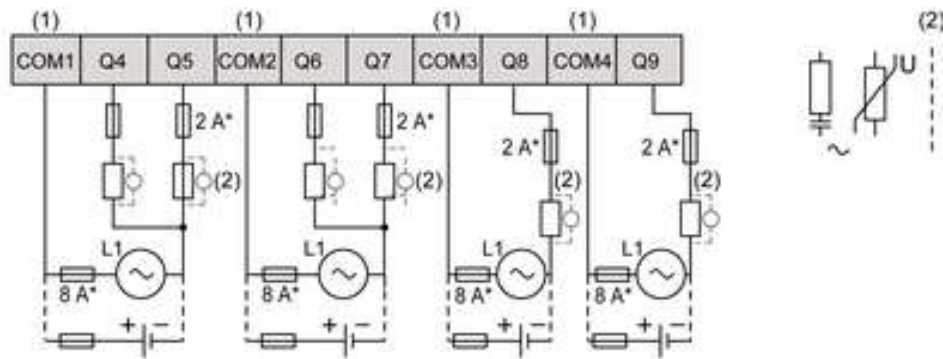 (1) (1) (1) (1) (2)
COM1 Q4 Q5 COM2 Q6 Q7 COM3 Q8 COM4 Q9
U
2 A* 2 A*
2 A* 2 A*
(2) (2) (2) (2)
L1 L1 L1 L1
8 A* 8 A* 8 A* 8 A*
+ − + − + − + −